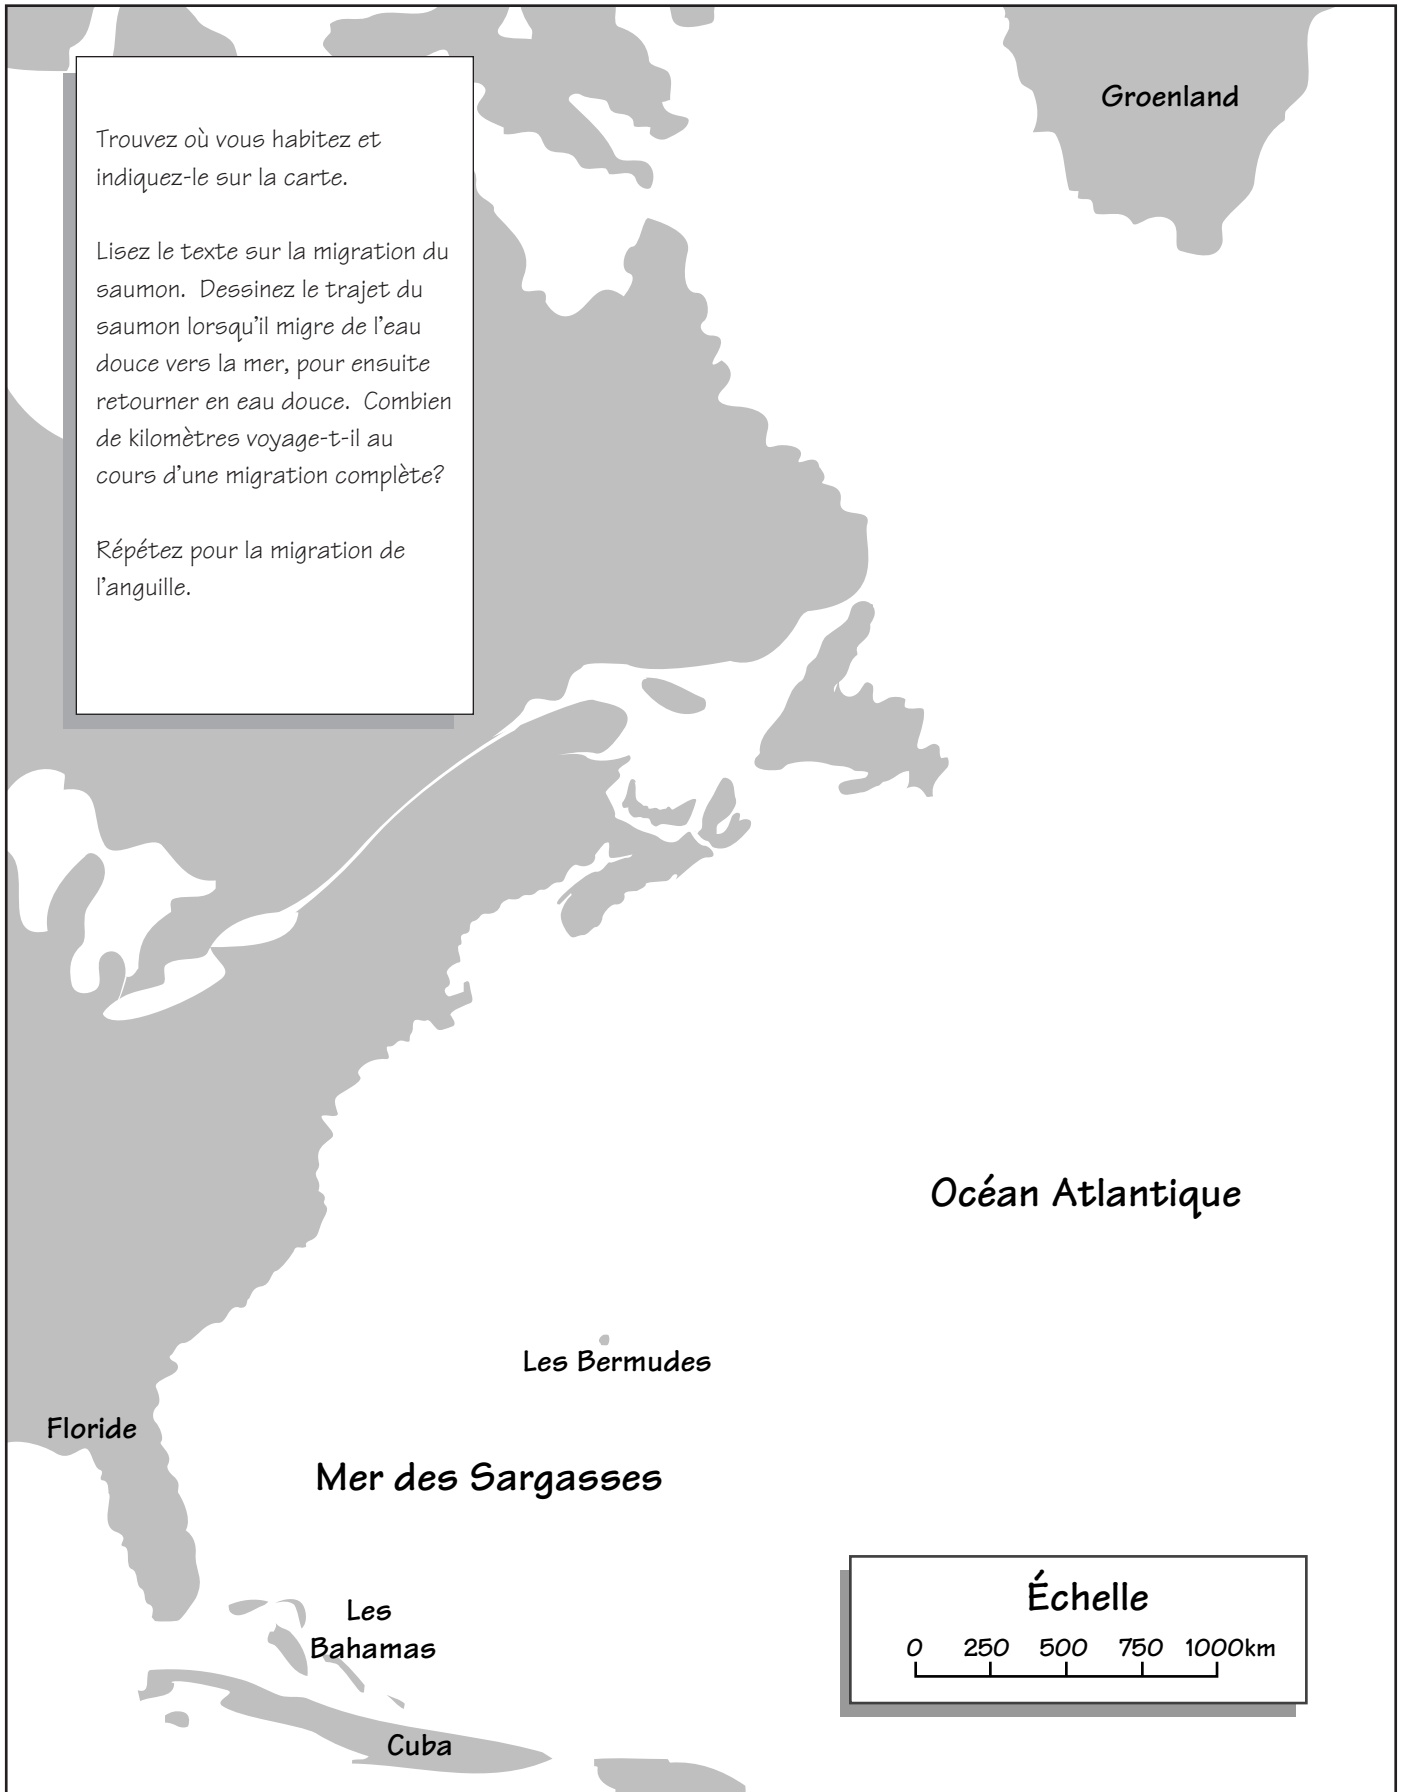 Trouvez où vous habitez et
indiquez-le sur la carte.
Lisez le texte sur la migration du
saumon.  Dessinez le trajet du
saumon lorsqu'il migre de l'eau
douce vers la mer, pour ensuite
retourner en eau douce.  Combien
de kilomètres voyage-t-il au
cours d'une migration complète?
Répétez pour la migration de
l'anguille.
Groenland
Océan Atlantique
Les Bermudes
Floride
Mer des Sargasses
Les
Bahamas
Cuba
Échelle
0 250 500 750 1000km